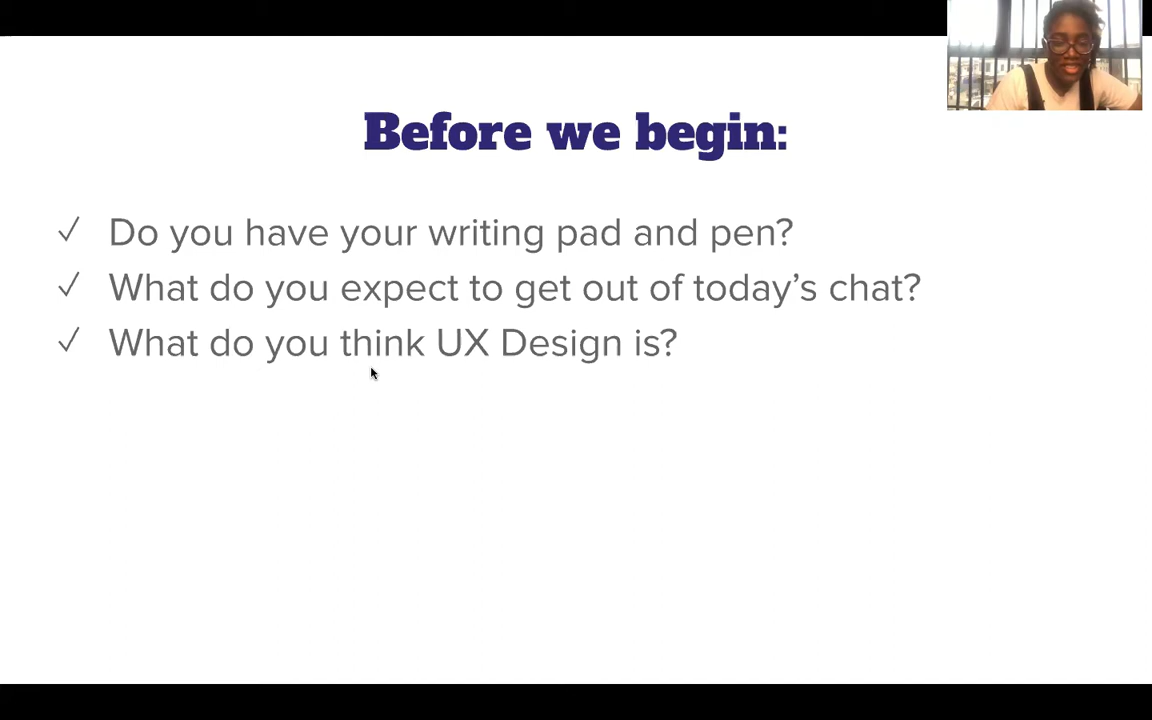 Before we begin:
✓ Do you have your writing pad and pen?
✓ What do you expect to get out of today’s chat?
✓ What do you think UX Design is?